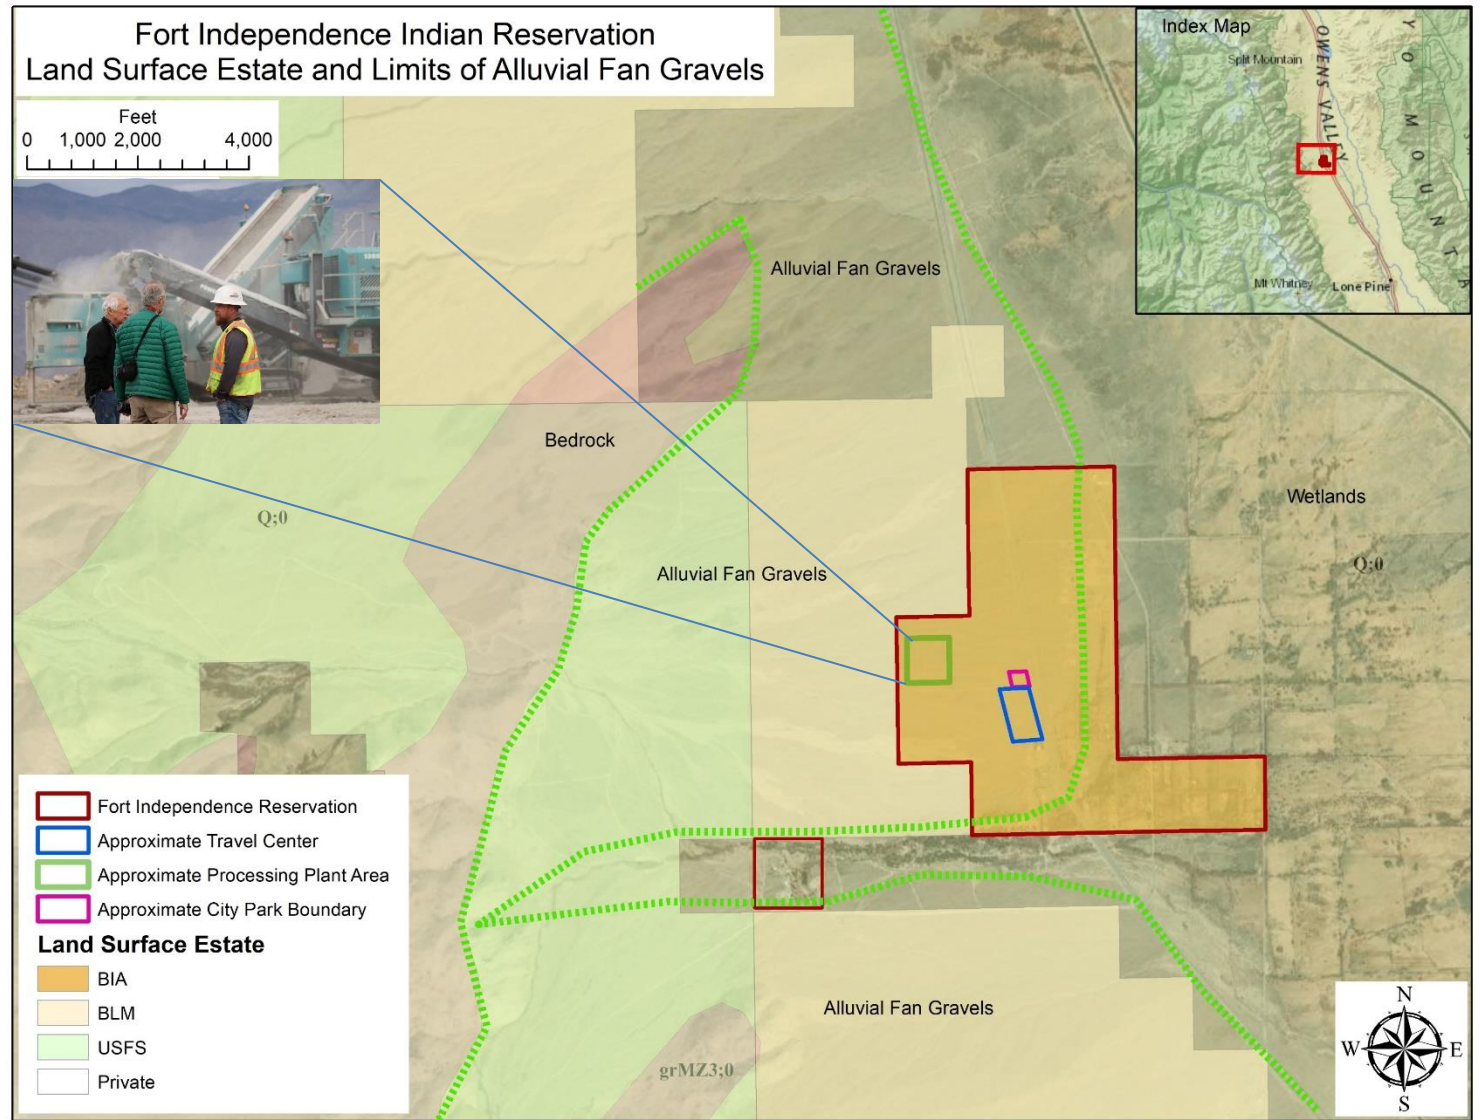 Fort Independence Indian Reservation
Land Surface Estate and Limits of Alluvial Fan Gravels
Feet
0 1,000 2,000 4,000
Index Map
Split Mountain
OWENS VALLEY
YO MOUNTA
Mt Whitney
Lone Pine
Alluvial Fan Gravels
Bedrock
Wetlands
Q;0
Q;0
Alluvial Fan Gravels
Fort Independence Reservation
Approximate Travel Center
Approximate Processing Plant Area
Approximate City Park Boundary
Land Surface Estate
BIA
BLM
USFS
Private
Alluvial Fan Gravels
grMZ3;0
N
W E
S